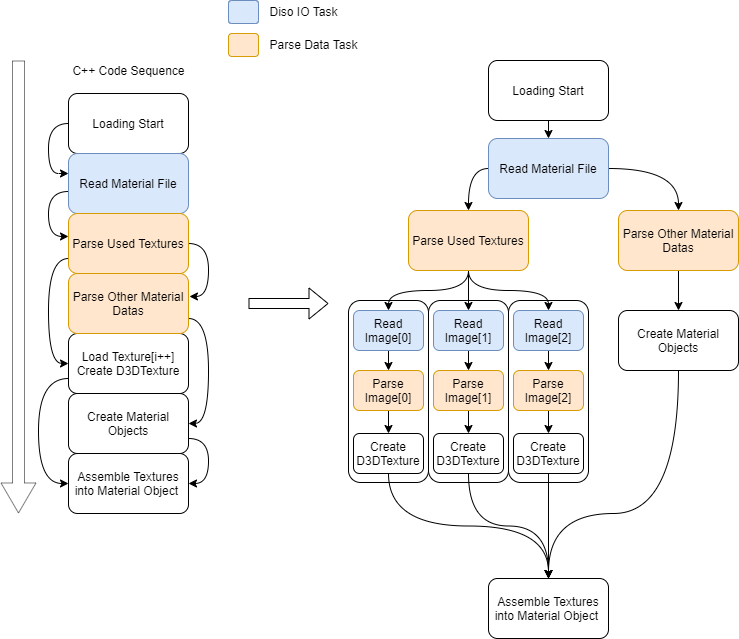 Diso IO Task
Parse Data Task
C++ Code Sequence
Loading Start
Read Material File
Parse Used Textures
Parse Other Material
Datas
Load Texture[i++]
Create D3DTexture
Create Material
Objects
Assemble Textures
into Material Object
Loading Start
Read Material File
Parse Used Textures
Parse Other Material
Datas
Read
Image[0]
Read
Image[1]
Read
Image[2]
Create Material
Objects
Parse
Image[0]
Parse
Image[1]
Parse
Image[2]
Create
D3DTexture
Create
D3DTexture
Create
D3DTexture
Assemble Textures
into Material Object